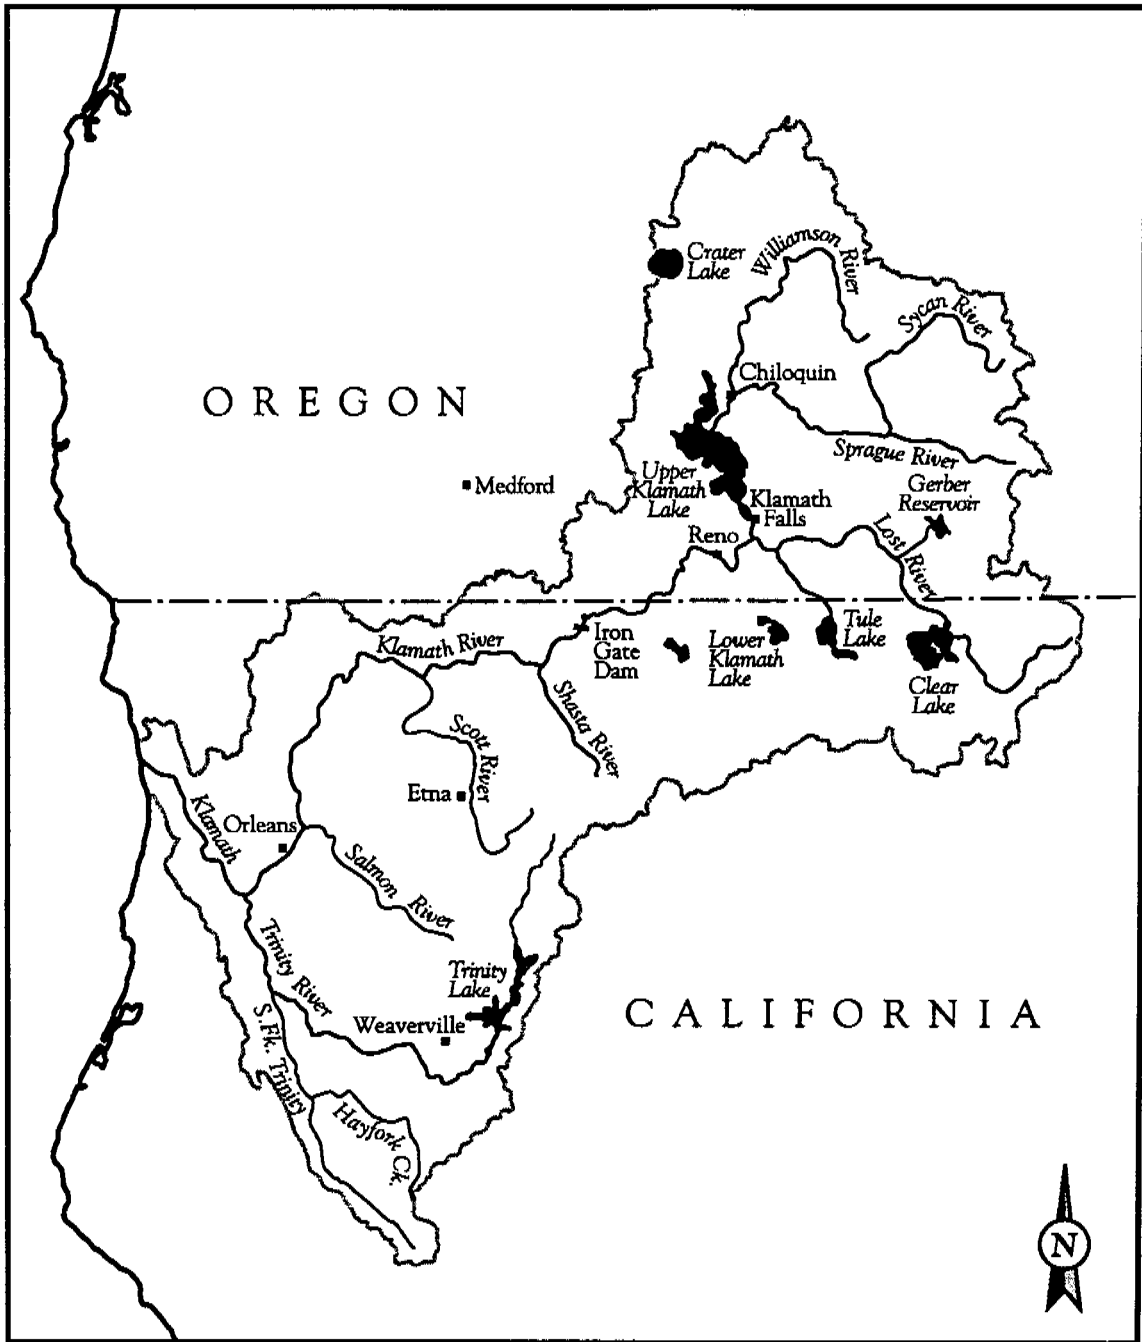 Crater
Lake
Williamson
River
Sycan River
Chiloquin
OREGON
Sprague River
Medford
Upper
Klamath
Lake
Gerber
Reservoir
Klamath
Falls
Reno
Lost River
Klamath River
Iron
Gate
Dam
Lower
Klamath
Lake
Tule
Lake
Clear
Lake
Shasta River
Scott River
Etna
Klamath
Orleans
Salmon River
Trinity River
Trinity
Lake
CALIFORNIA
Weaverville
S.Fk. Trinity
Hayfork Ck.
N